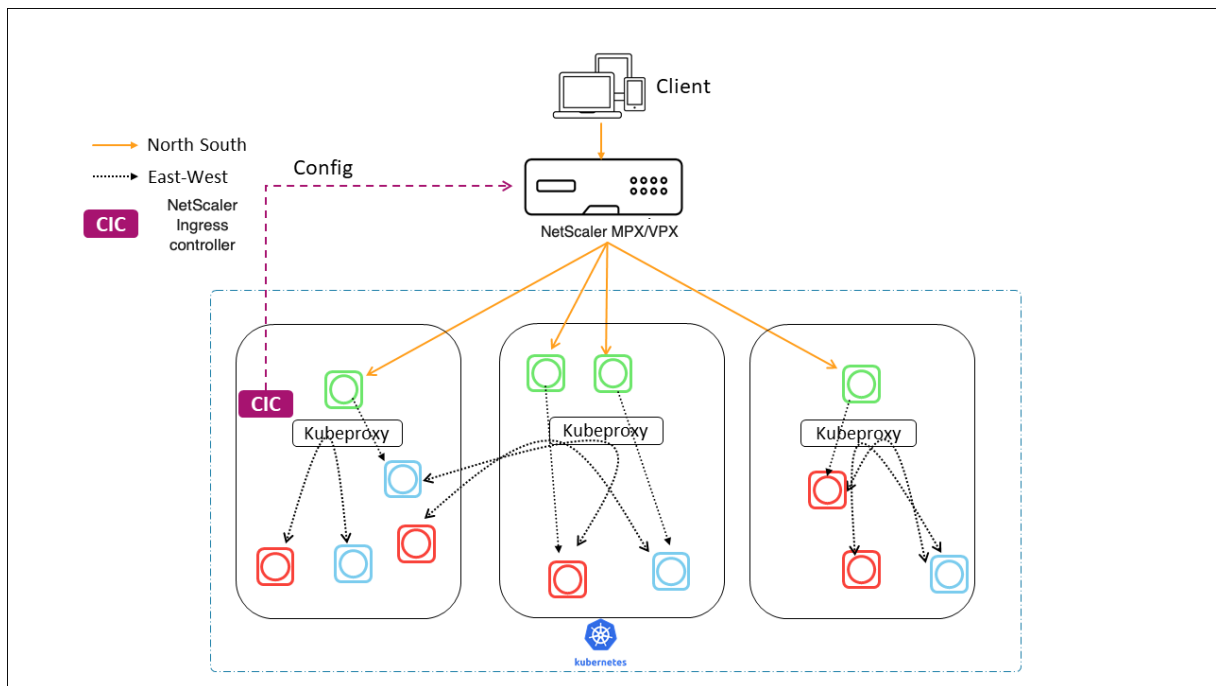 Client
North South
Config
East-West
CIC
NetScaler
Ingress
controller
NetScaler MPX/VPX
CIC
Kubeproxy
Kubeproxy
Kubeproxy
kubernetes